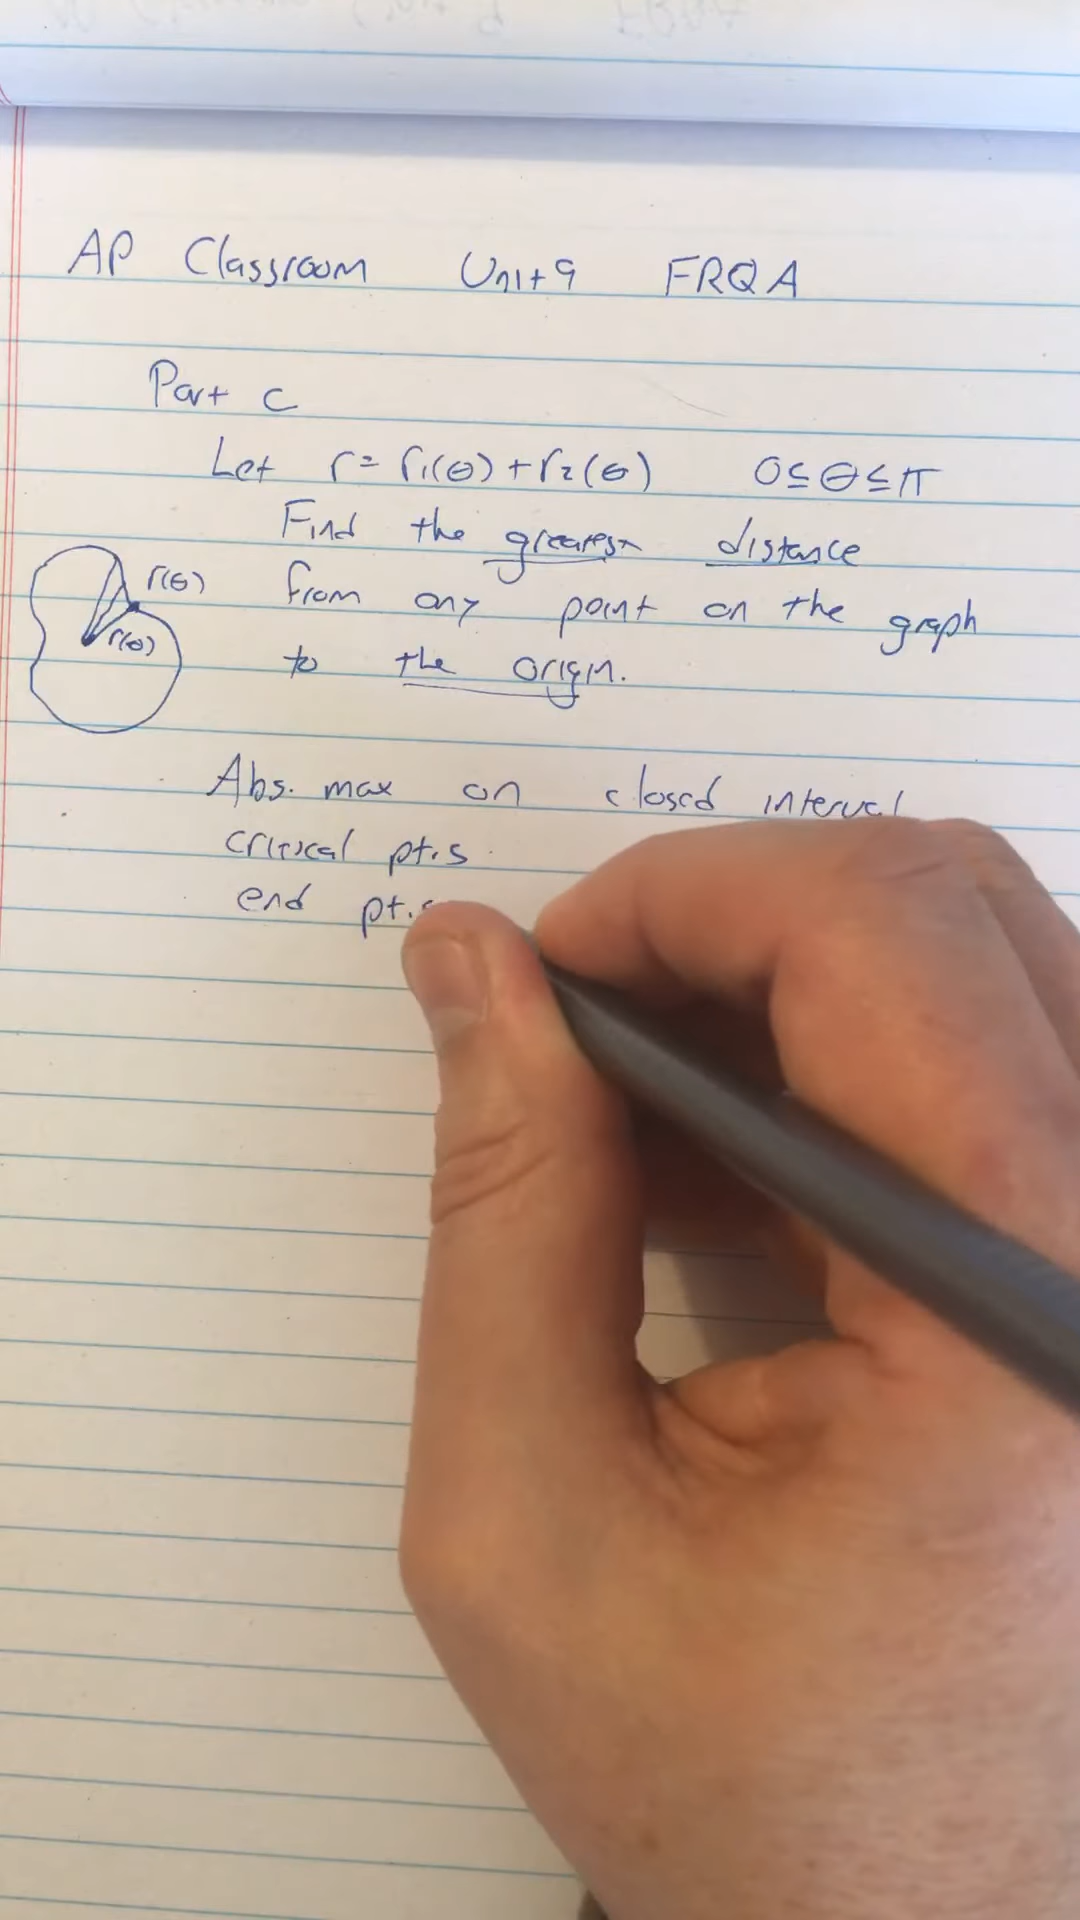 AP Classroom Unit 9 FRQ A
Part C
Let r = r₁(θ) + r₂(θ) 0 ≤ θ ≤ π
Find the greatest distance
from any point on the graph
to the origin.
r(θ)
r(θ)
Abs. max on closed interval
critical pt.s
end pt.s